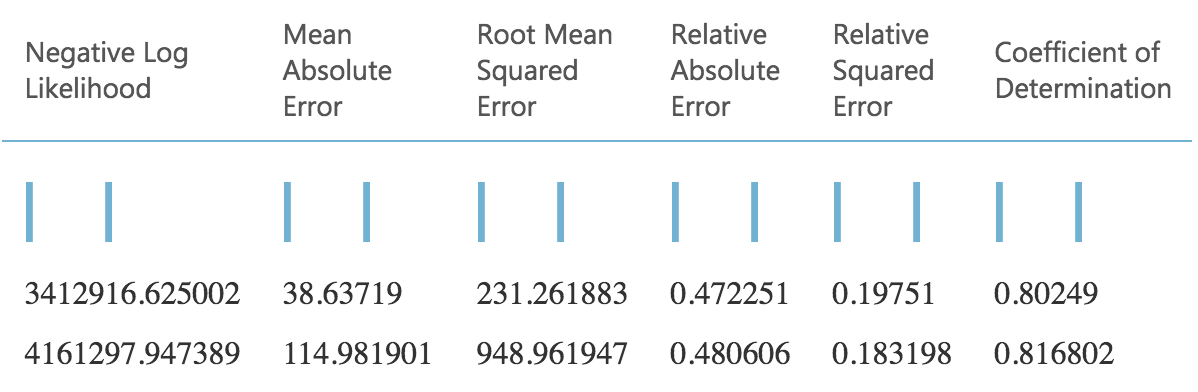 Negative Log Likelihood Mean Absolute Error Root Mean Squared Error Relative Absolute Error Relative Squared Error Coefficient of Determination
3412916.625002 38.63719 231.261883 0.472251 0.19751 0.80249
4161297.947389 114.981901 948.961947 0.480606 0.183198 0.816802